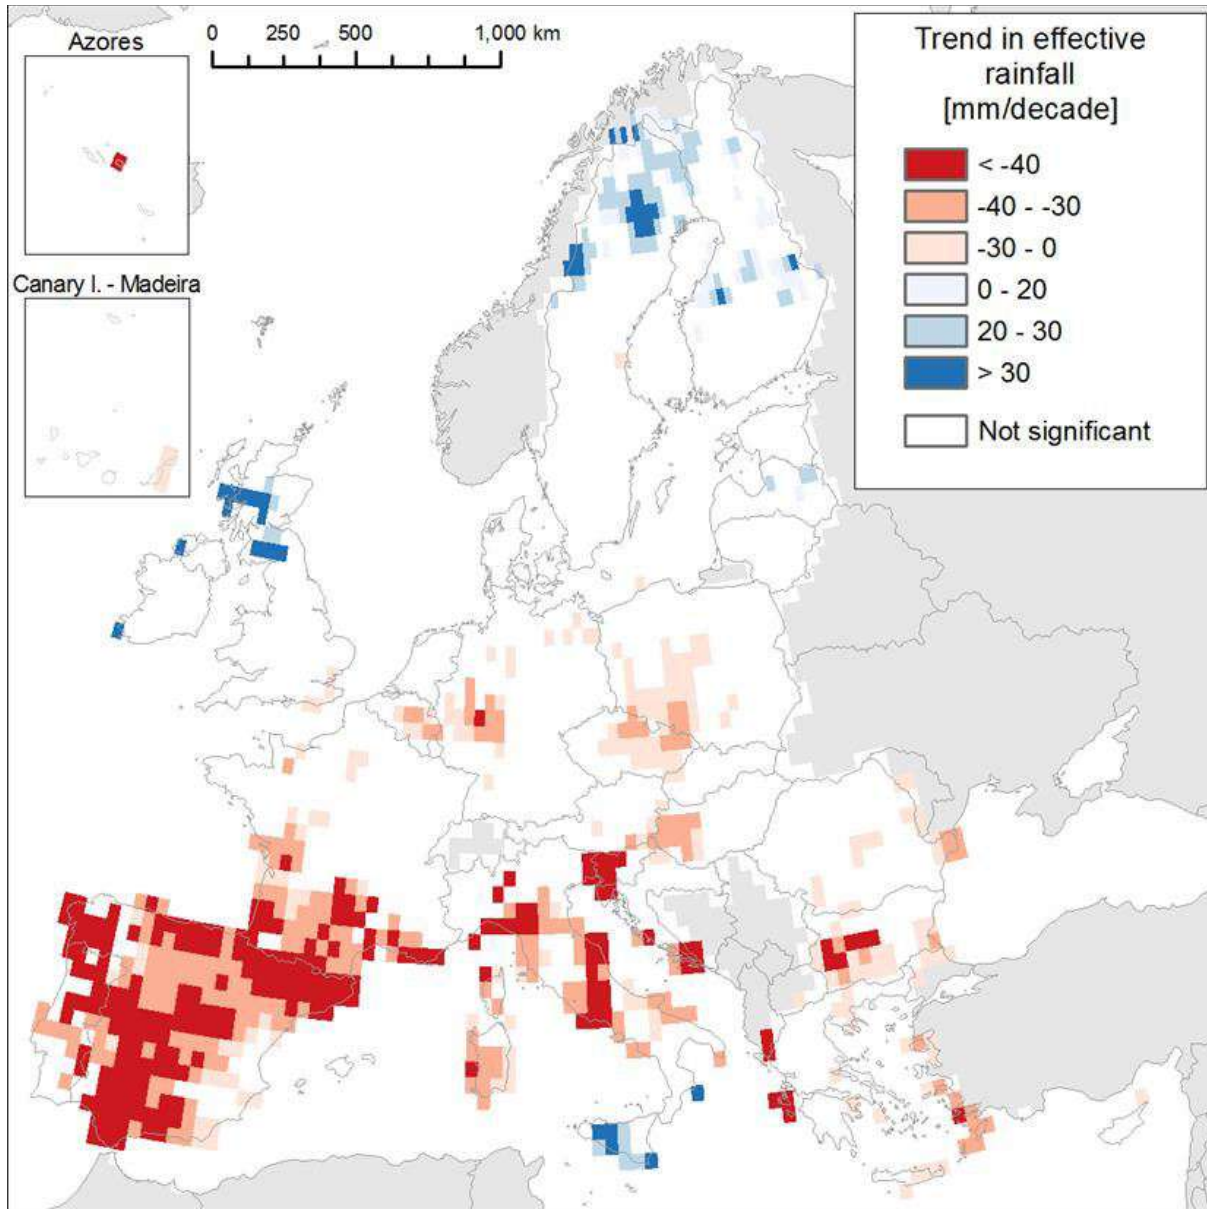 Azores
0 250 500 1,000 km
Canary I. - Madeira
Trend in effective
rainfall
[mm/decade]
< -40
-40 - -30
-30 - 0
0 - 20
20 - 30
> 30
Not significant